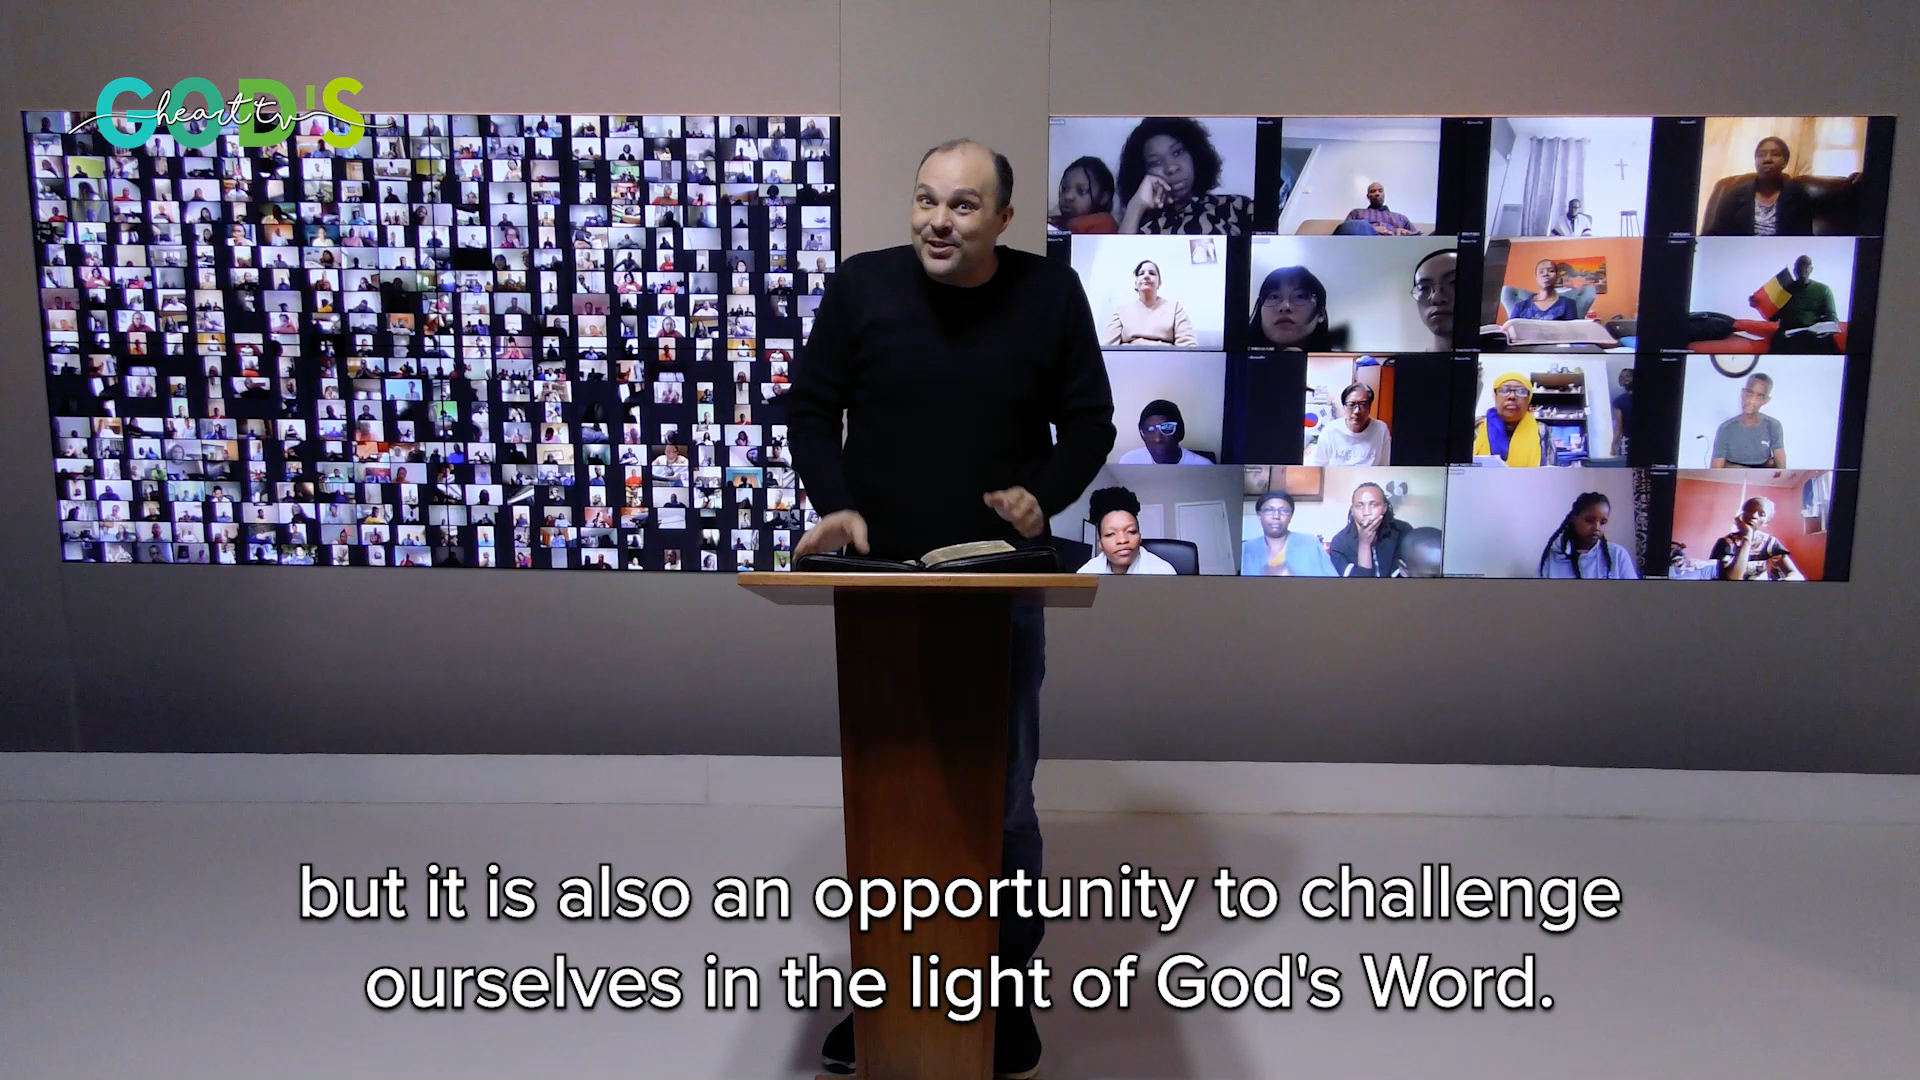 GOD'S
heart tv
but it is also an opportunity to challenge
ourselves in the light of God's Word.